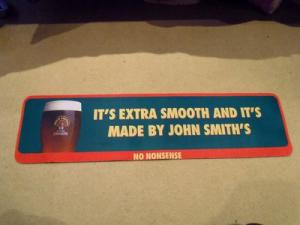 IT'S EXTRA SMOOTH AND IT'S
MADE BY JOHN SMITH'S
NO NONSENSE